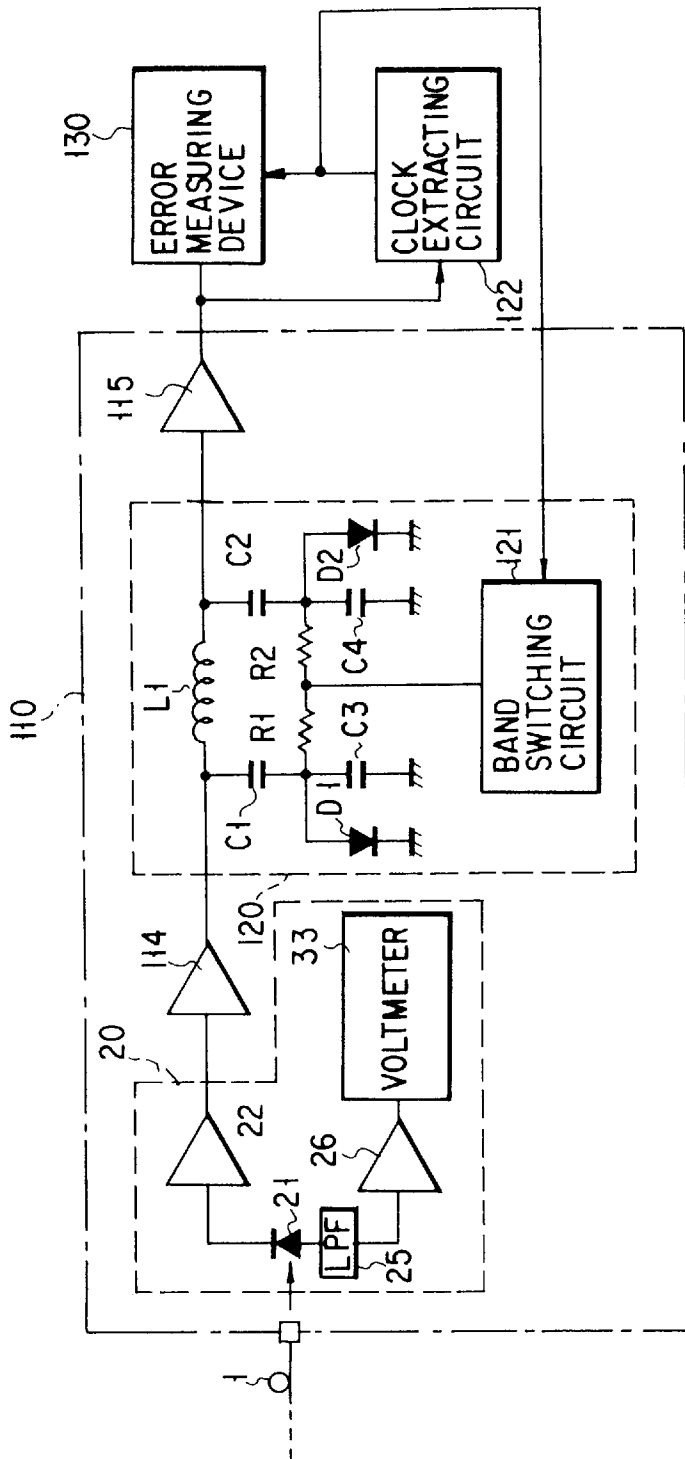 110
130
ERROR
MEASURING
DEVICE
115
CLOCK
EXTRACTING
CIRCUIT
122
20
114
22
L1
C1
C2
R1
R2
D1
C3
C4
D2
120
121
BAND
SWITCHING
CIRCUIT
33
VOLTMETER
26
21
LPF
25
1